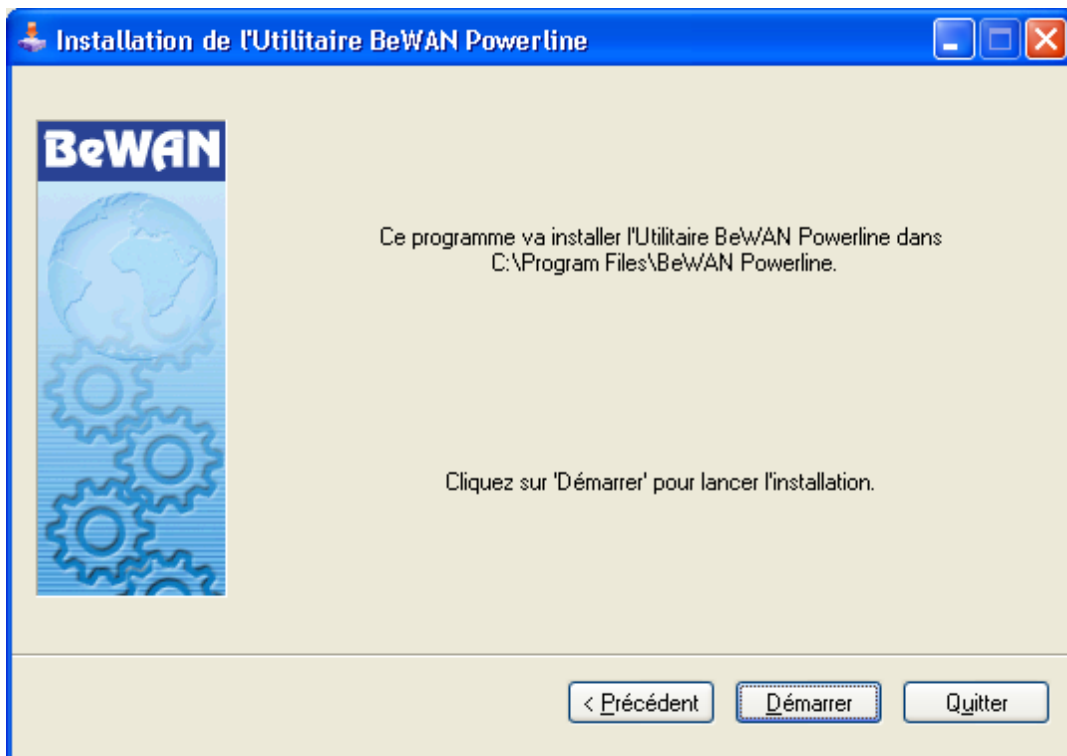 Installation de l'Utilitaire BeWAN Powerline
BeWAN
Ce programme va installer l'Utilitaire BeWAN Powerline dans
C:\Program Files\BeWAN Powerline.
Cliquez sur 'Démarrer' pour lancer l'installation.
< Précédent
Démarrer
Quitter